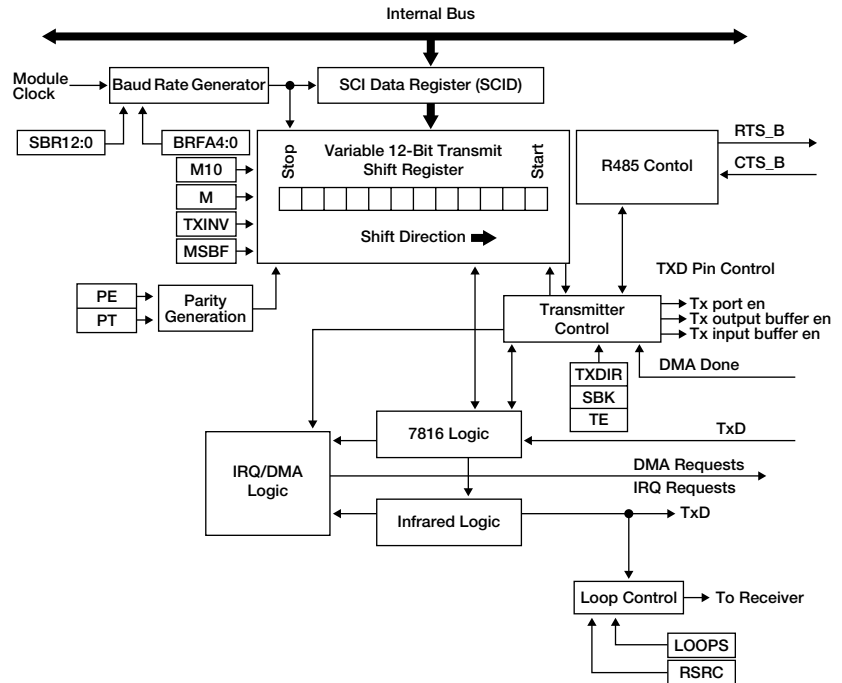 Internal Bus
Module
Clock
Baud Rate Generator
SCI Data Register (SCID)
SBR12:0
BRFA4:0
M10
M
TXINV
MSBF
Stop
Variable 12-Bit Transmit
Shift Register
Start
Shift Direction
R485 Contol
RTS_B
CTS_B
TXD Pin Control
PE
PT
Parity
Generation
Transmitter
Control
Tx port en
Tx output buffer en
Tx input buffer en
DMA Done
TXDIR
SBK
TE
7816 Logic
TxD
IRQ/DMA
Logic
DMA Requests
IRQ Requests
Infrared Logic
TxD
Loop Control
To Receiver
LOOPS
RSRC